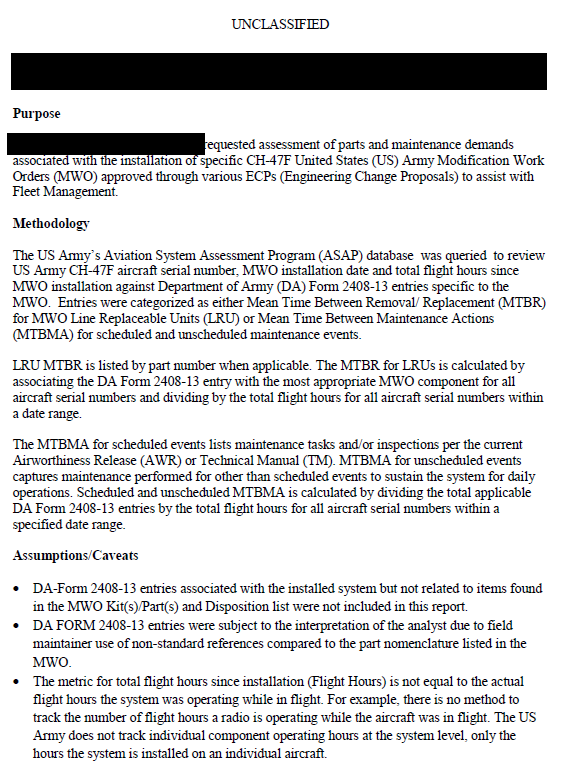 UNCLASSIFIED
Purpose
requested assessment of parts and maintenance demands
associated with the installation of specific CH-47F United States (US) Army Modification Work
Orders (MWO) approved through various ECPs (Engineering Change Proposals) to assist with
Fleet Management.
Methodology
The US Army's Aviation System Assessment Program (ASAP) database was queried to review
US Army CH-47F aircraft serial number, MWO installation date and total flight hours since
MWO installation against Department of Army (DA) Form 2408-13 entries specific to the
MWO. Entries were categorized as either Mean Time Between Removal/ Replacement (MTBR)
for MWO Line Replaceable Units (LRU) or Mean Time Between Maintenance Actions
(MTBMA) for scheduled and unscheduled maintenance events.
LRU MTBR is listed by part number when applicable. The MTBR for LRUs is calculated by
associating the DA Form 2408-13 entry with the most appropriate MWO component for all
aircraft serial numbers and dividing by the total flight hours for all aircraft serial numbers within
a date range.
The MTBMA for scheduled events lists maintenance tasks and/or inspections per the current
Airworthiness Release (AWR) or Technical Manual (TM). MTBMA for unscheduled events
captures maintenance performed for other than scheduled events to sustain the system for daily
operations. Scheduled and unscheduled MTBMA is calculated by dividing the total applicable
DA Form 2408-13 entries by the total flight hours for all aircraft serial numbers within a
specified date range.
Assumptions/Caveats
• DA-Form 2408-13 entries associated with the installed system but not related to items found
in the MWO Kit(s)/Part(s) and Disposition list were not included in this report.
• DA FORM 2408-13 entries were subject to the interpretation of the analyst due to field
maintainer use of non-standard references compared to the part nomenclature listed in the
MWO.
• The metric for total flight hours since installation (Flight Hours) is not equal to the actual
flight hours the system was operating while in flight. For example, there is no method to
track the number of flight hours a radio is operating while the aircraft was in flight. The US
Army does not track individual component operating hours at the system level, only the
hours the system is installed on an individual aircraft.